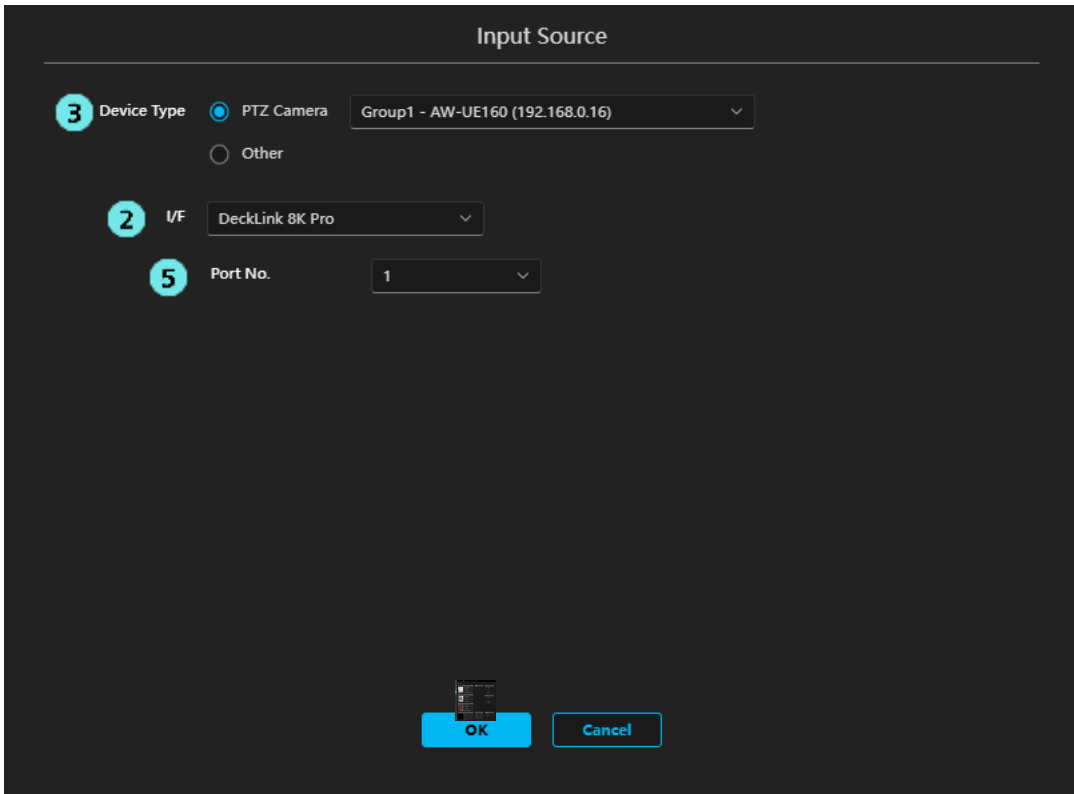 Input Source
3 Device Type PTZ Camera Group1 - AW-UE160 (192.168.0.16)
Other
2 I/F DeckLink 8K Pro
5 Port No. 1
OK Cancel